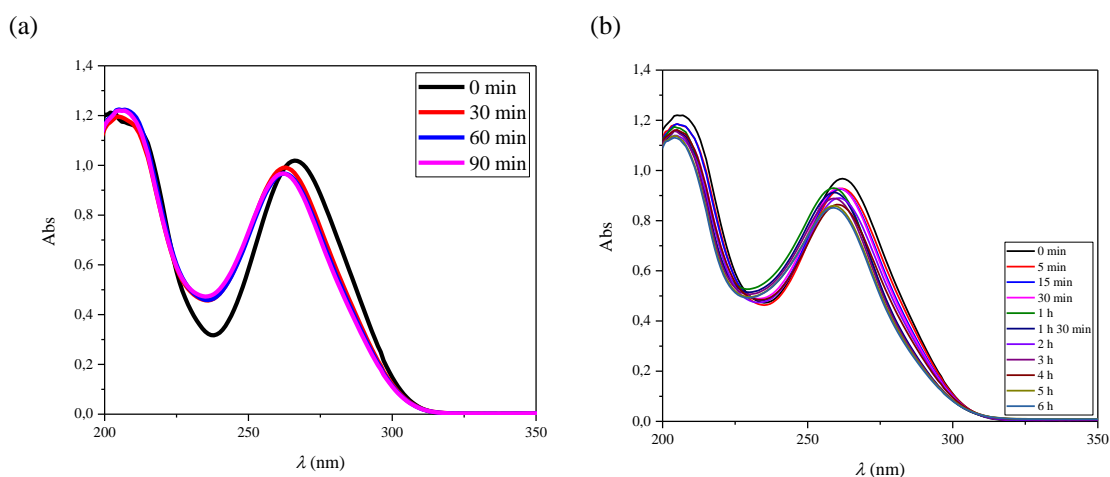 (a)
1,4
1,2
1,0
0,8
0,6
0,4
0,2
0,0
Abs
200
250
300
350
λ (nm)
0 min
30 min
60 min
90 min
(b)
1,4
1,2
1,0
0,8
0,6
0,4
0,2
0,0
Abs
200
250
300
350
λ (nm)
0 min
5 min
15 min
30 min
1 h
1 h 30 min
2 h
3 h
4 h
5 h
6 h